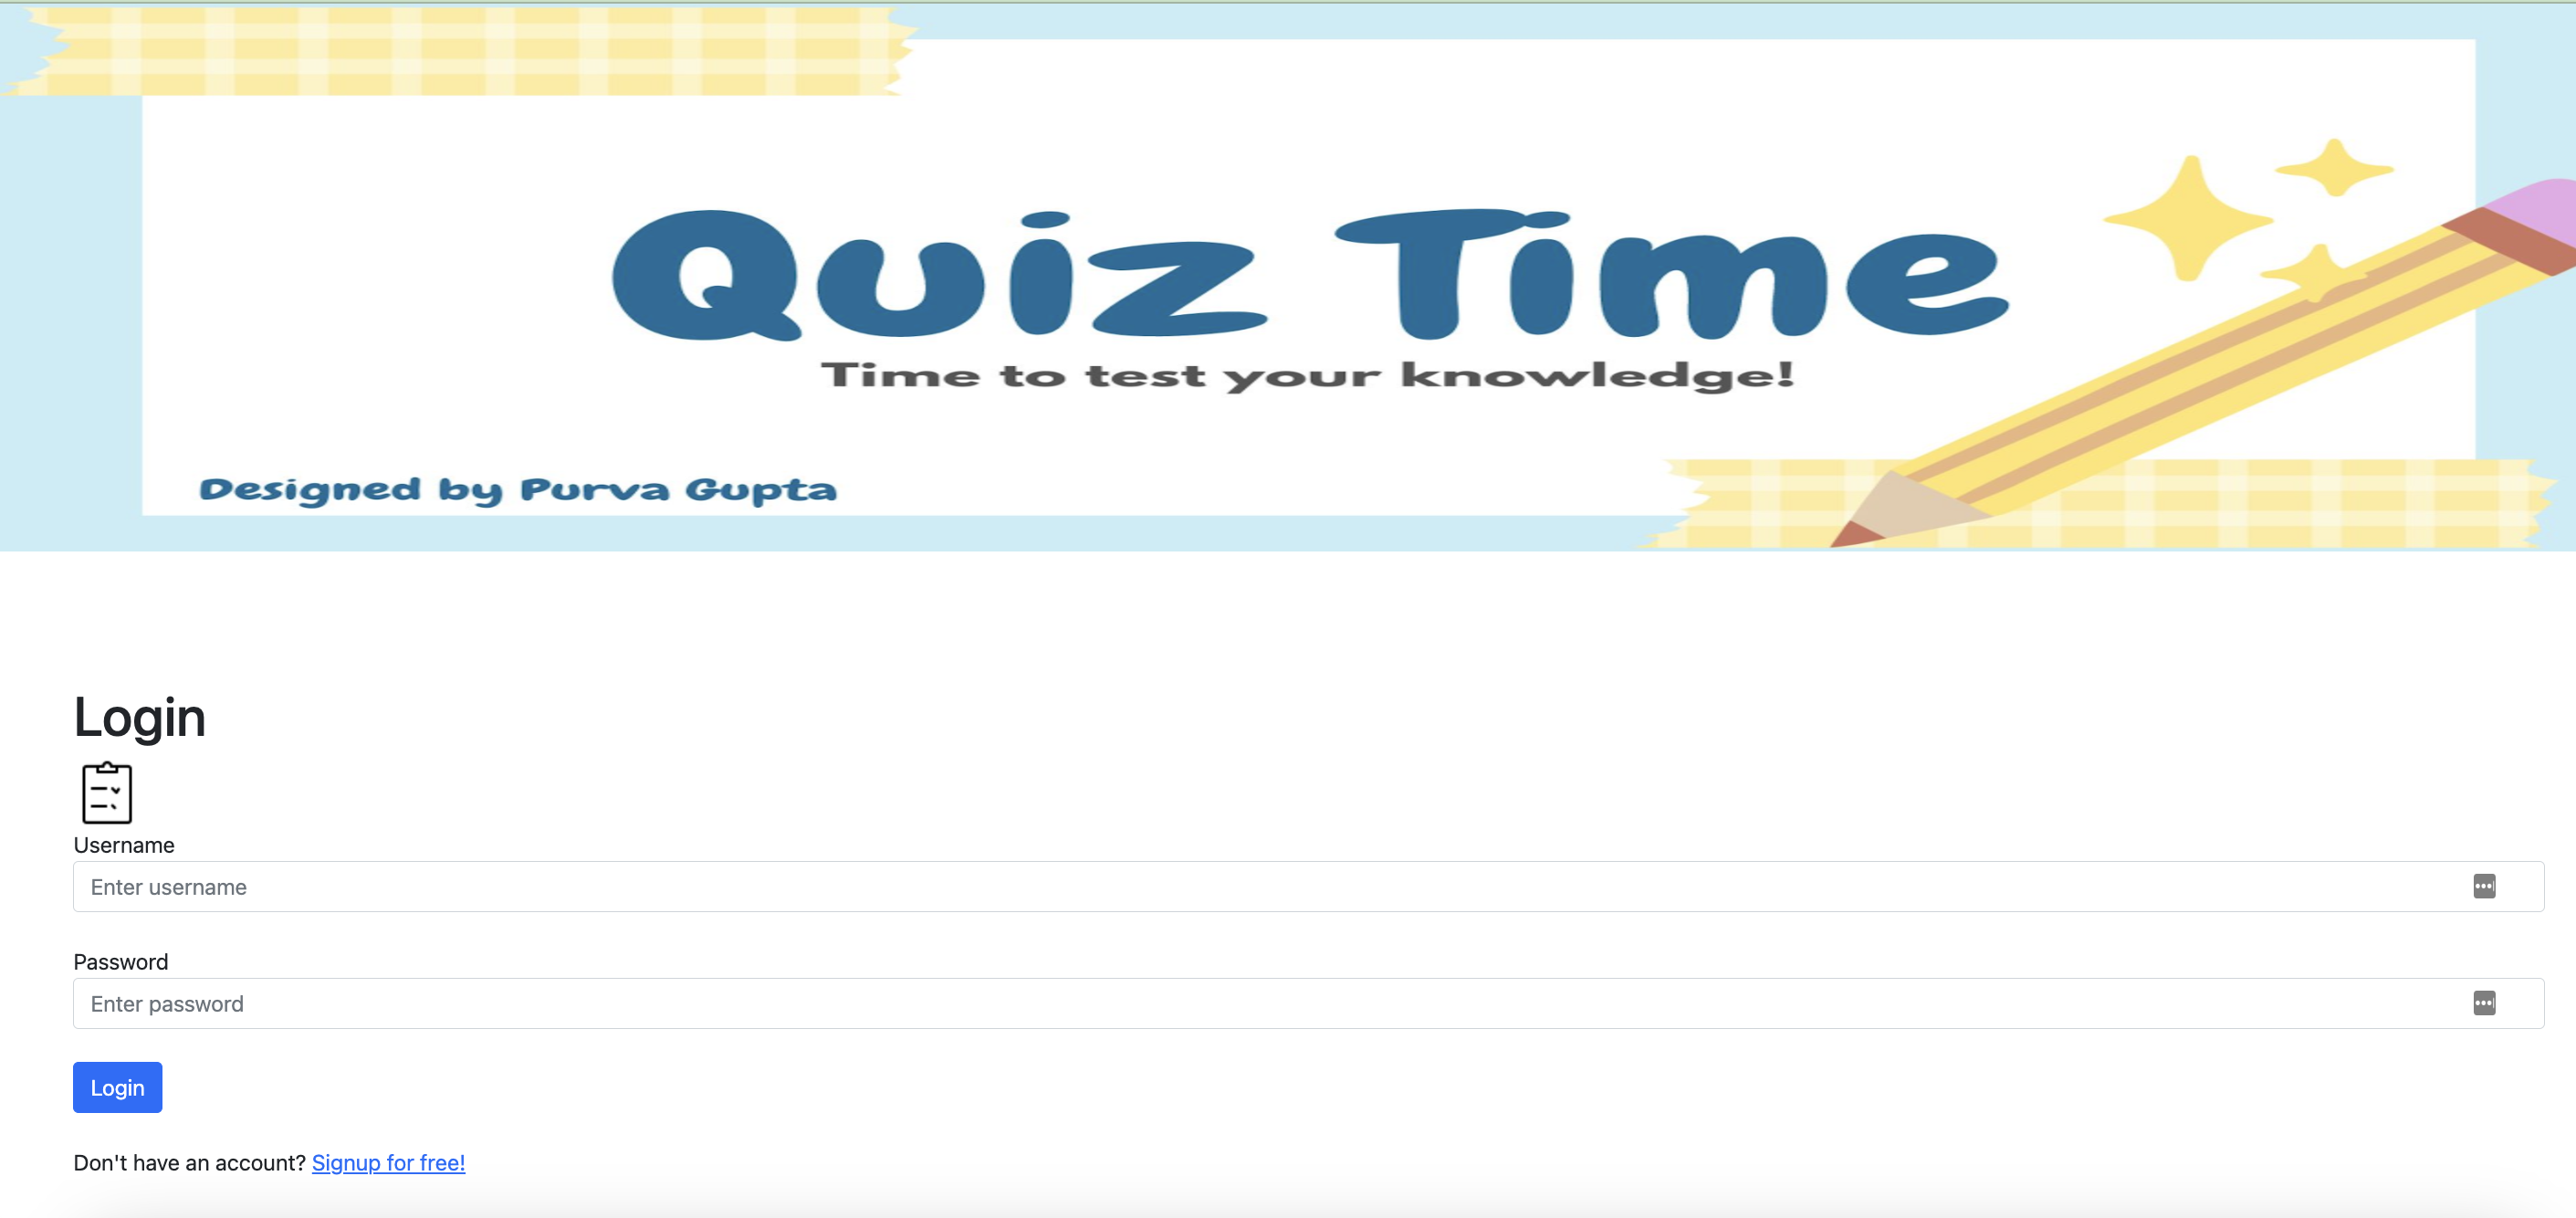 Quiz Time
Time to test your knowledge!
Designed by Purva Gupta
Login
Username
Enter username
Password
Enter password
Login
Don't have an account? Signup for free!